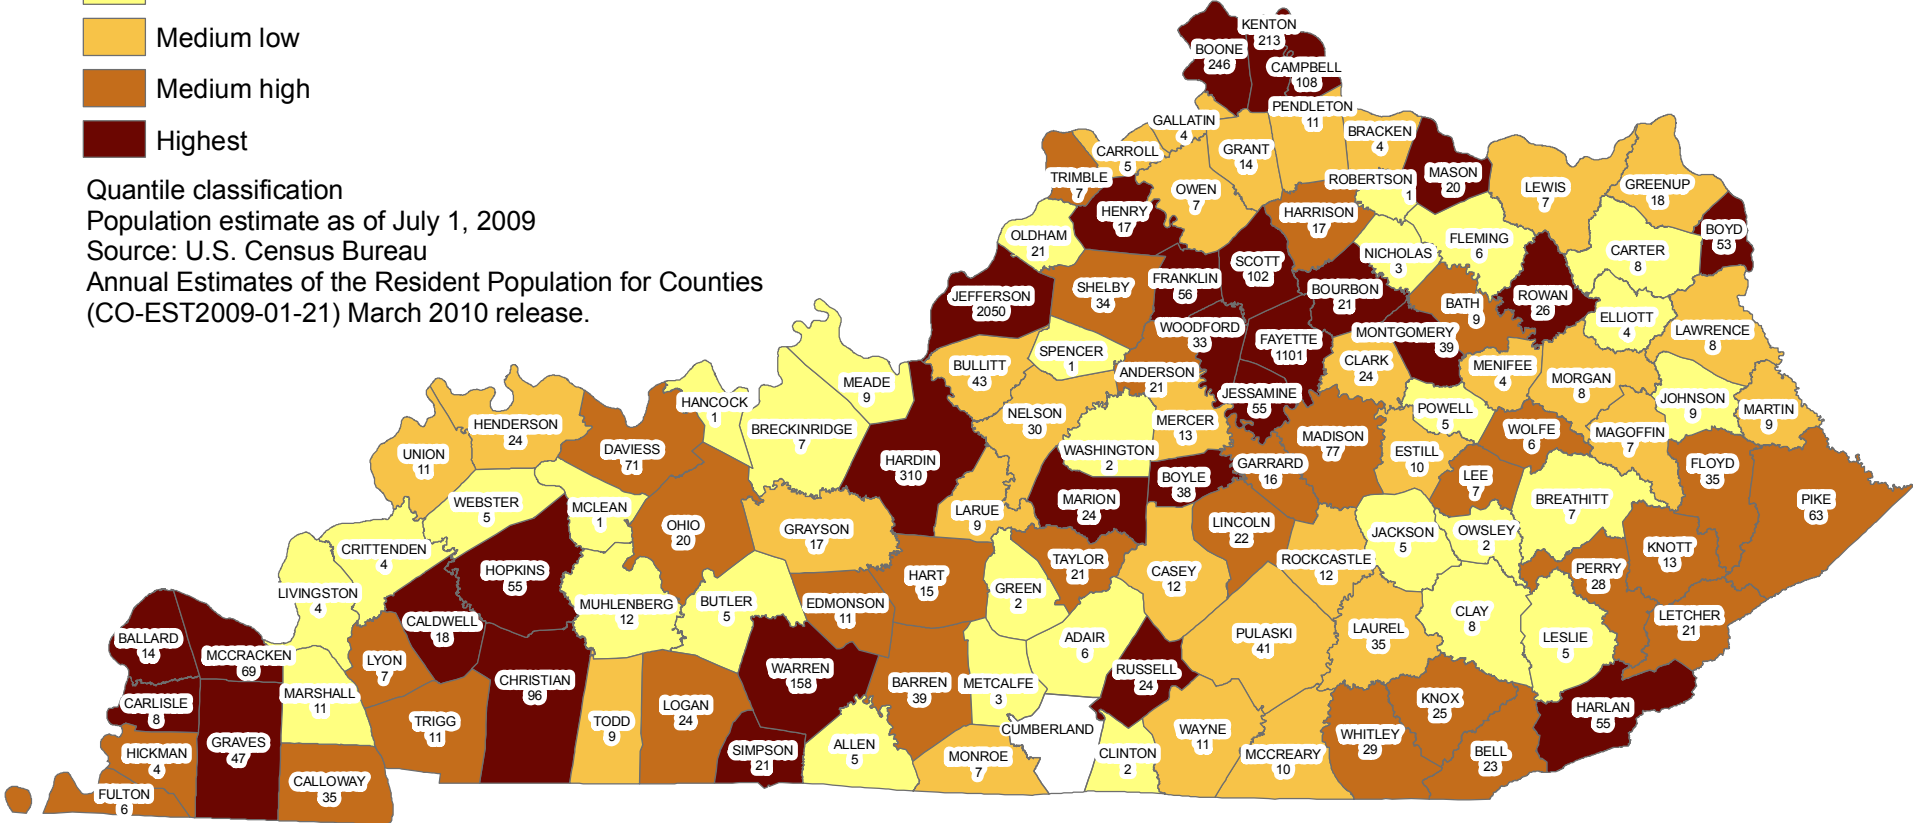 Medium low
Medium high
Highest
Quantile classification
Population estimate as of July 1, 2009
Source: U.S. Census Bureau
Annual Estimates of the Resident Population for Counties
(CO-EST2009-01-21) March 2010 release.
KENTON
213
BOONE
246
CAMPBELL
108
PENDLETON
11
GALLATIN
4
BRACKEN
4
CARROLL
5
GRANT
14
MASON
20
TRIMBLE
7
OWEN
7
ROBERTSON
1
LEWIS
7
GREENUP
18
HENRY
17
HARRISON
17
OLDHAM
21
FLEMING
6
BOYD
53
NICHOLAS
3
CARTER
8
SCOTT
102
FRANKLIN
56
SHELBY
34
JEFFERSON
2050
BOURBON
21
BATH
9
ROWAN
26
ELLIOTT
4
LAWRENCE
8
WOODFORD
33
FAYETTE
1101
MONTGOMERY
39
SPENCER
1
BULLITT
43
ANDERSON
21
CLARK
24
MENIFEE
4
MORGAN
8
MEADE
9
JESSAMINE
55
JOHNSON
9
MARTIN
9
HANCOCK
1
NELSON
30
MERCER
13
POWELL
5
HENDERSON
24
BRECKINRIDGE
7
WASHINGTON
2
MADISON
77
WOLFE
6
MAGOFFIN
7
UNION
11
DAVIESS
71
HARDIN
310
GARRARD
16
ESTILL
10
LEE
7
FLOYD
35
BOYLE
38
WEBSTER
5
MCLEAN
1
LARUE
9
MARION
24
BREATHITT
7
PIKE
63
OHIO
20
GRAYSON
17
LINCOLN
22
JACKSON
5
OWSLEY
2
CRITTENDEN
4
HOPKINS
55
HART
15
TAYLOR
21
CASEY
12
ROCKCASTLE
12
PERRY
28
KNOTT
13
LIVINGSTON
4
MUHLENBERG
12
BUTLER
5
EDMONSON
11
GREEN
2
CLAY
8
LETCHER
21
CALDWELL
18
BALLARD
14
ADAIR
6
PULASKI
41
LAUREL
35
LESLIE
5
MCCRACKEN
69
LYON
7
WARREN
158
RUSSELL
24
CHRISTIAN
96
BARREN
39
METCALFE
3
MARSHALL
11
CARLISLE
8
KNOX
25
HARLAN
55
LOGAN
24
TRIGG
11
TODD
9
CUMBERLAND
WAYNE
11
WHITLEY
29
GRAVES
47
HICKMAN
4
SIMPSON
21
ALLEN
5
MONROE
7
CLINTON
2
MCCREARY
10
BELL
23
CALLOWAY
35
FULTON
6